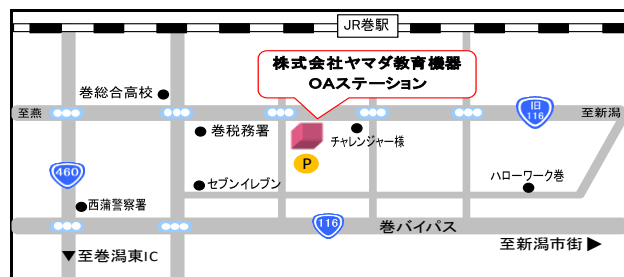 JR巻駅
株式会社ヤマダ教育機器
OAステーション
巻総合高校
至燕
旧
116
至新潟
巻税務署
チャレンジャー様
P
460
セブンイレブン
ハローワーク巻
西蒲警察署
116
巻バイパス
至巻潟東IC
至新潟市街